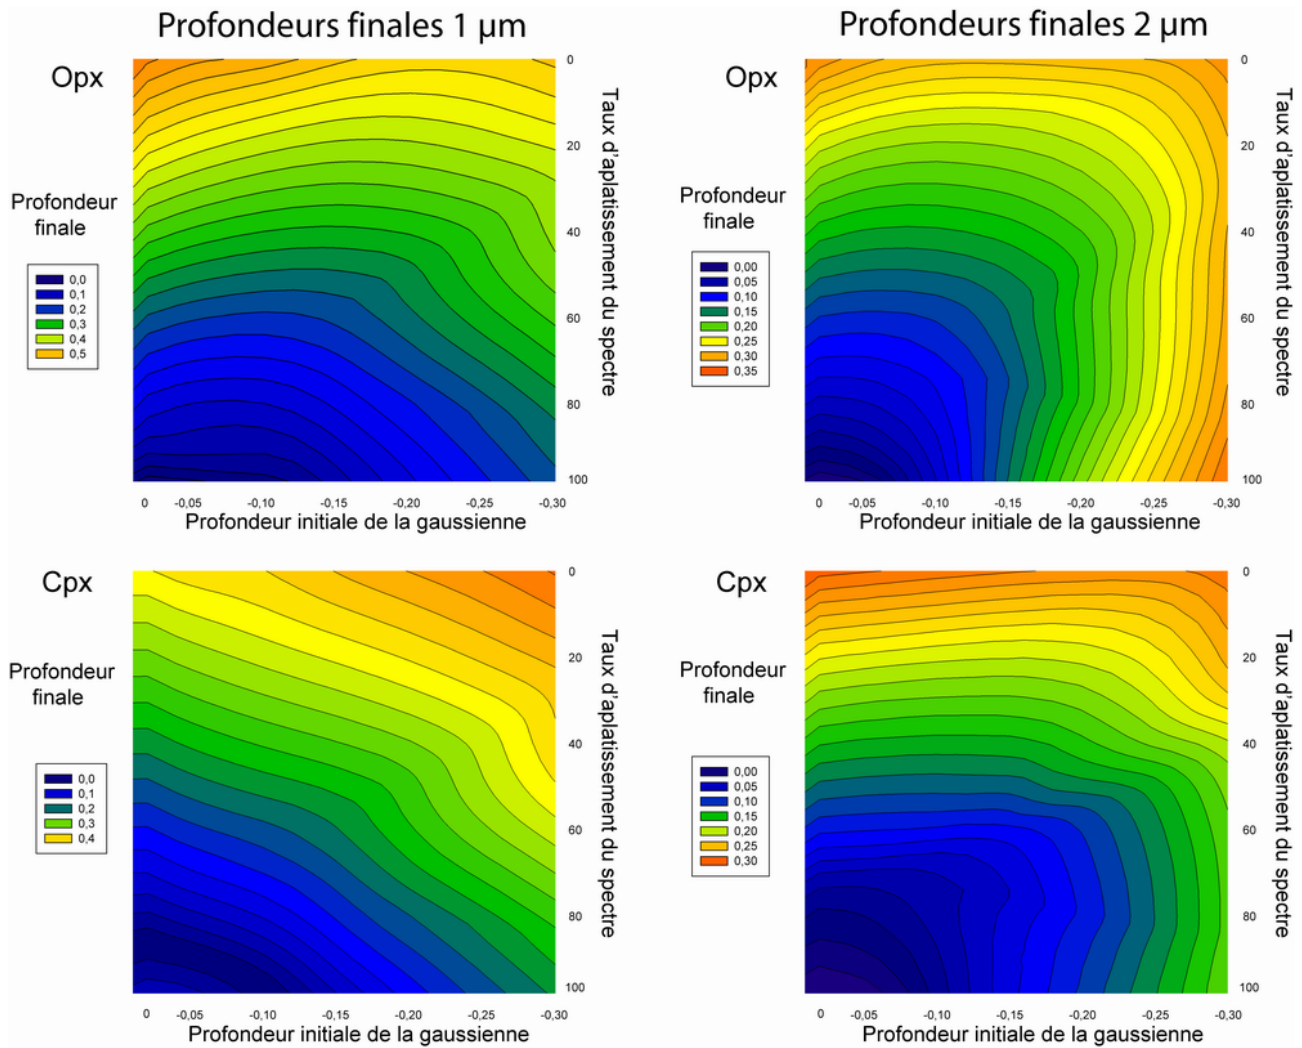 Profondeurs finales 1 µm
Opx
Profondeur
finale
0,0
0,1
0,2
0,3
0,4
0,5
0
20
40
60
80
100
Taux d'aplatissement du spectre
0 -0,05 -0,10 -0,15 -0,20 -0,25 -0,30
Profondeur initiale de la gaussienne
Profondeurs finales 2 µm
Opx
Profondeur
finale
0,00
0,05
0,10
0,15
0,20
0,25
0,30
0,35
0
20
40
60
80
100
Taux d'aplatissement du spectre
0 -0,05 -0,10 -0,15 -0,20 -0,25 -0,30
Profondeur initiale de la gaussienne
Cpx
Profondeur
finale
0,0
0,1
0,2
0,3
0,4
0
20
40
60
80
100
Taux d'aplatissement du spectre
0 -0,05 -0,10 -0,15 -0,20 -0,25 -0,30
Profondeur initiale de la gaussienne
Cpx
Profondeur
finale
0,00
0,05
0,10
0,15
0,20
0,25
0,30
0
20
40
60
80
100
Taux d'aplatissement du spectre
0 -0,05 -0,10 -0,15 -0,20 -0,25 -0,30
Profondeur initiale de la gaussienne